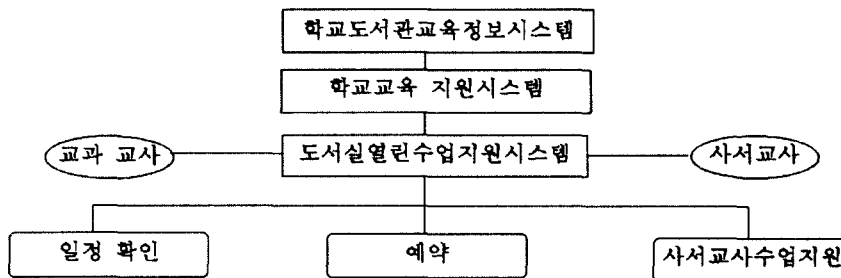 학교도서관교육정보시스템
학교교육 지원시스템
교과 교사
도서실열린수업지원시스템
사서교사
일정 확인
예약
사서교사수업지원